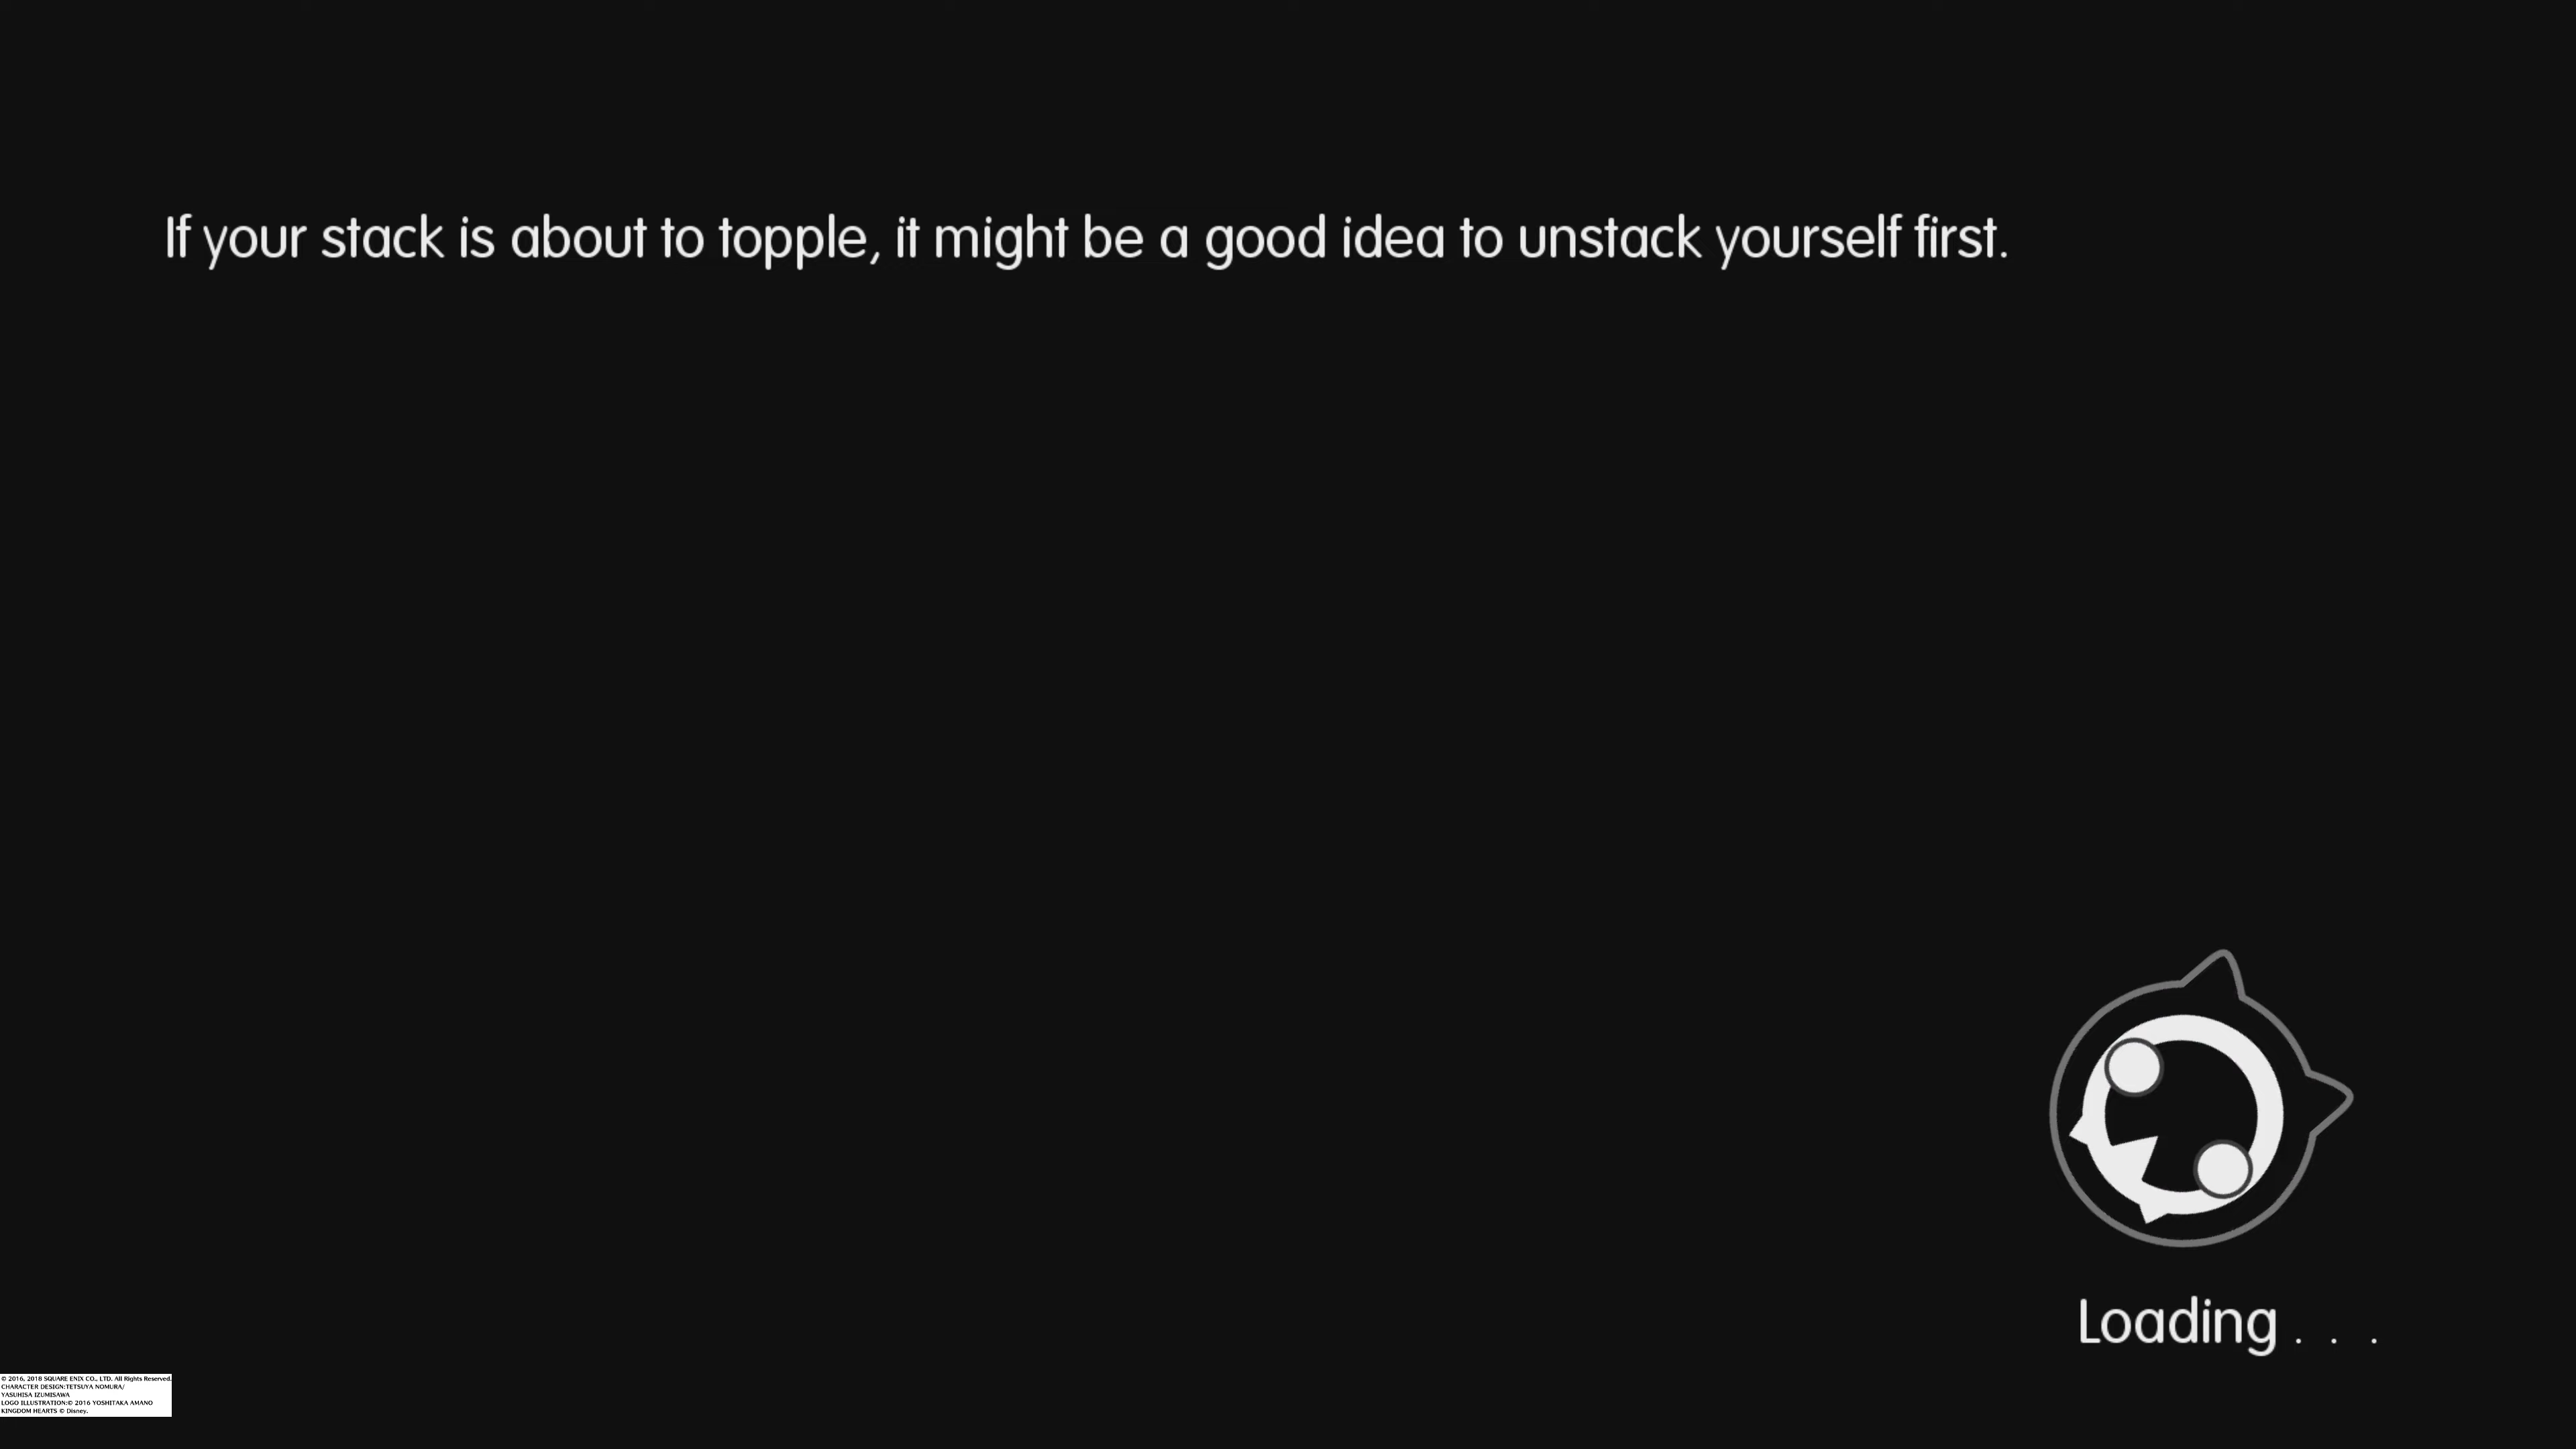 If your stack is about to topple, it might be a good idea to unstack yourself first.
Loading . . .
© 2016, 2018 SQUARE ENIX CO., LTD. All Rights Reserved.
CHARACTER DESIGN:TETSUYA NOMURA/
YASUHISA IZUMISAWA
LOGO ILLUSTRATION:© 2016 YOSHITAKA AMANO
KINGDOM HEARTS © Disney.